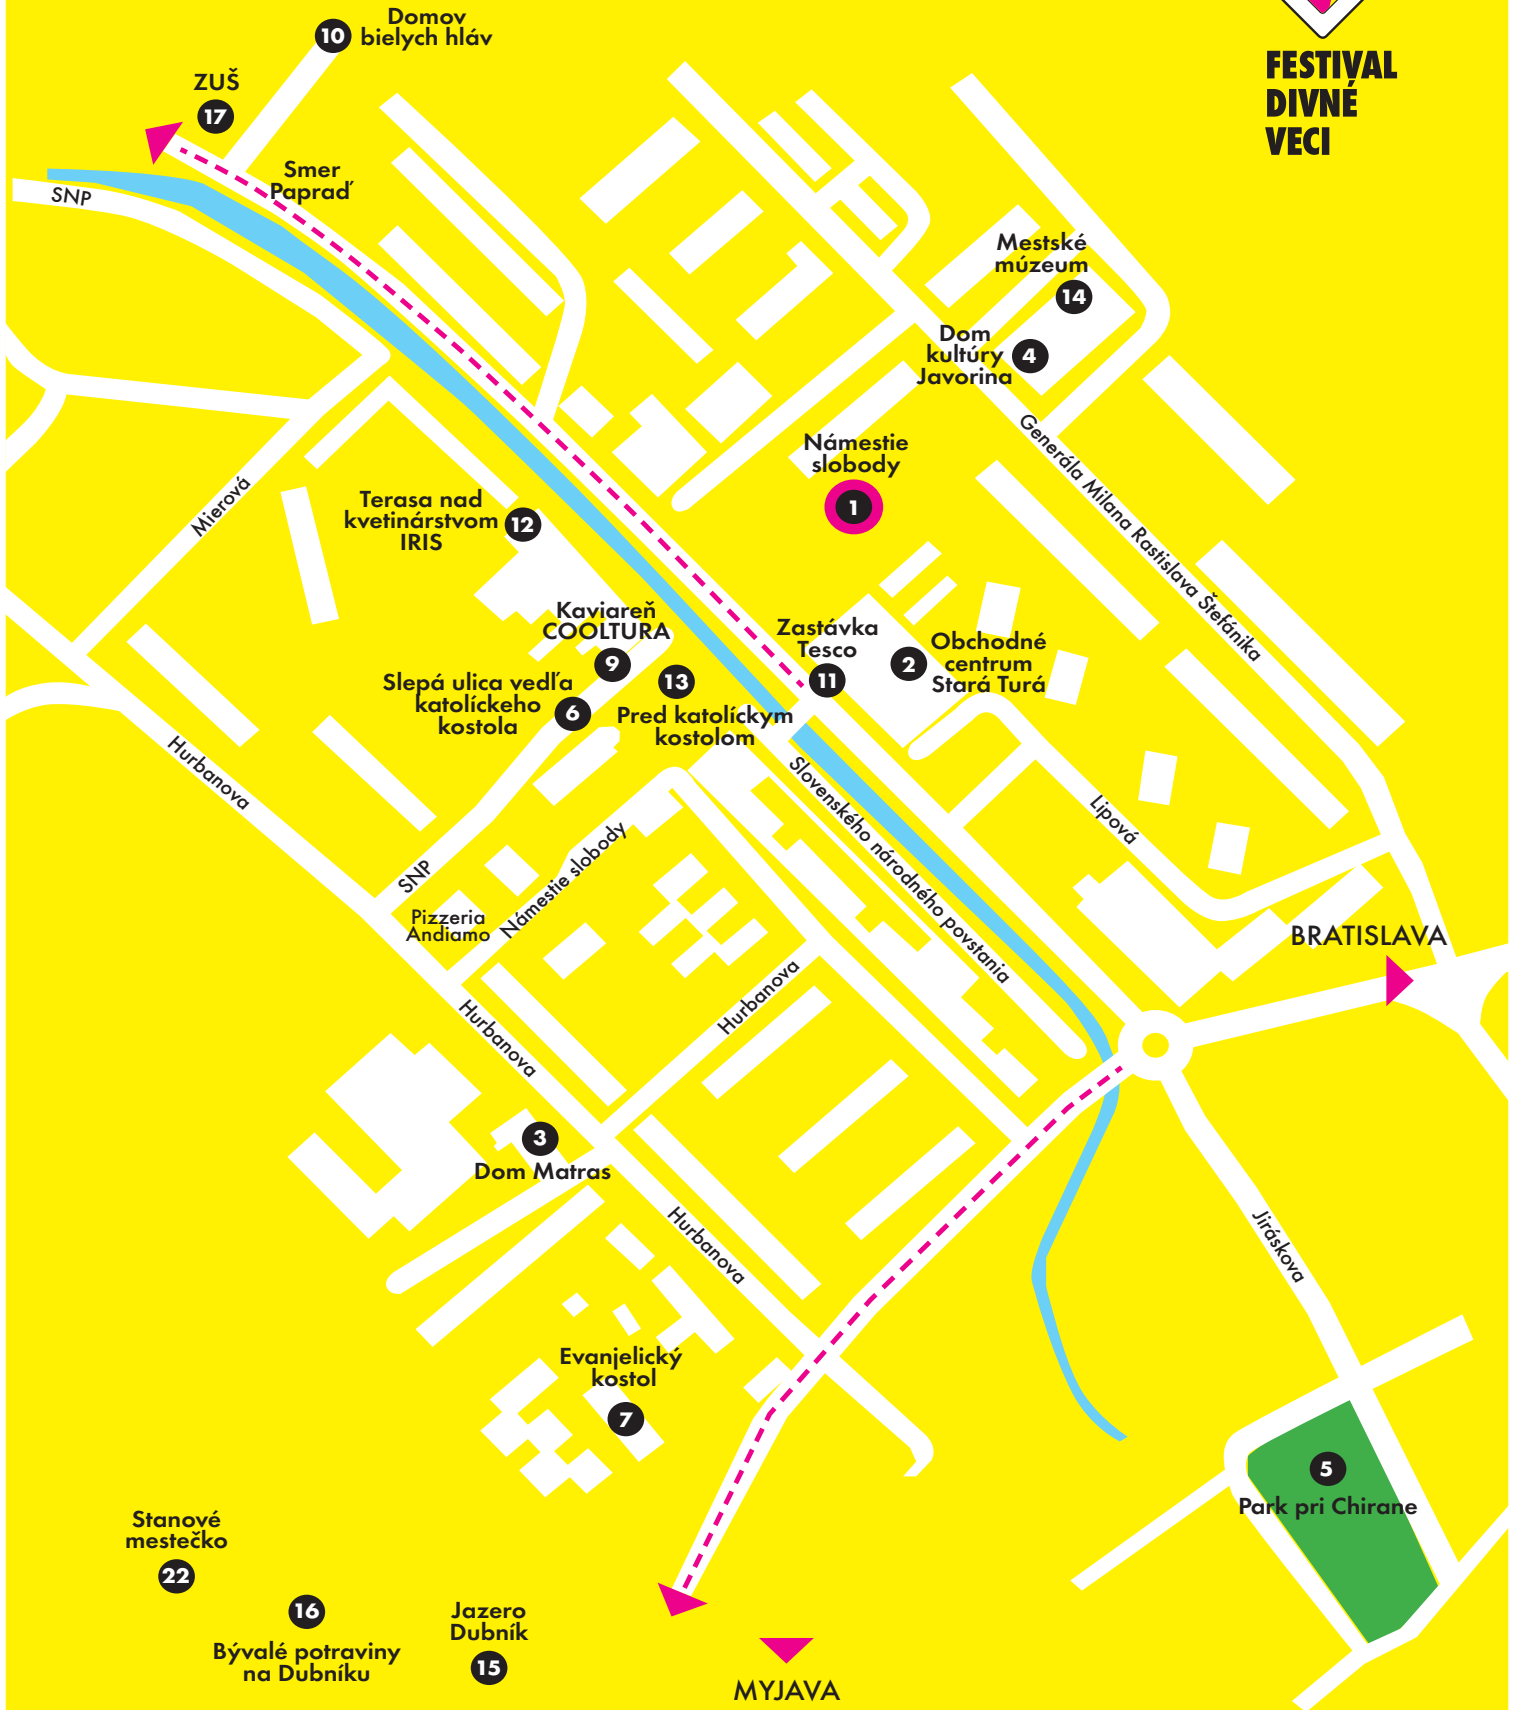 Domov
bielych hláv
10
ZUŠ
17
FESTIVAL
DIVNÉ
VECI
Smer
Papraď
SNP
Mestské
múzeum
14
Dom
kultúry
Javorina
4
Generála Milana Rastislava Štefánika
Námestie
slobody
1
Mierová
Terasa nad
kvetinárstvom
IRIS
12
Kaviareň
COOLTURA
9
Zastávka
Tesco
11
2
Obchodné
centrum
Stará Turá
Slepá ulica vedľa
katolíckeho
kostola
6
13
Pred katolíckym
kostolom
Hurbanova
Slovenského národného povstania
Lipová
SNP
Námestie slobody
Pizzeria
Andiamo
BRATISLAVA
Hurbanova
Hurbanova
3
Dom Matras
Hurbanova
Jiráskova
Evanjelický
kostol
7
5
Park pri Chirane
Stanové
mestečko
22
16
Bývalé potraviny
na Dubníku
Jazero
Dubník
15
MYJAVA